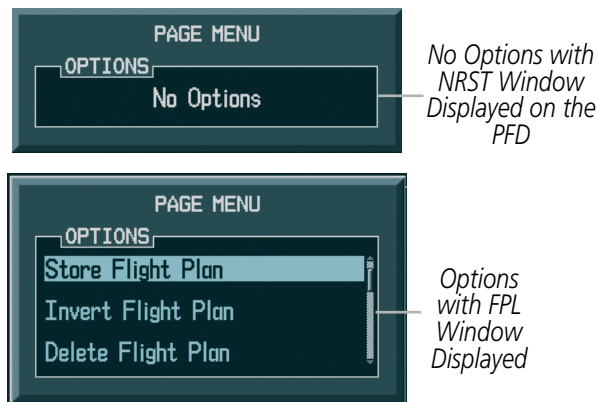 PAGE MENU
OPTIONS
No Options
No Options with
NRST Window
Displayed on the
PFD
PAGE MENU
OPTIONS
Store Flight Plan
Invert Flight Plan
Delete Flight Plan
Options
with FPL
Window
Displayed